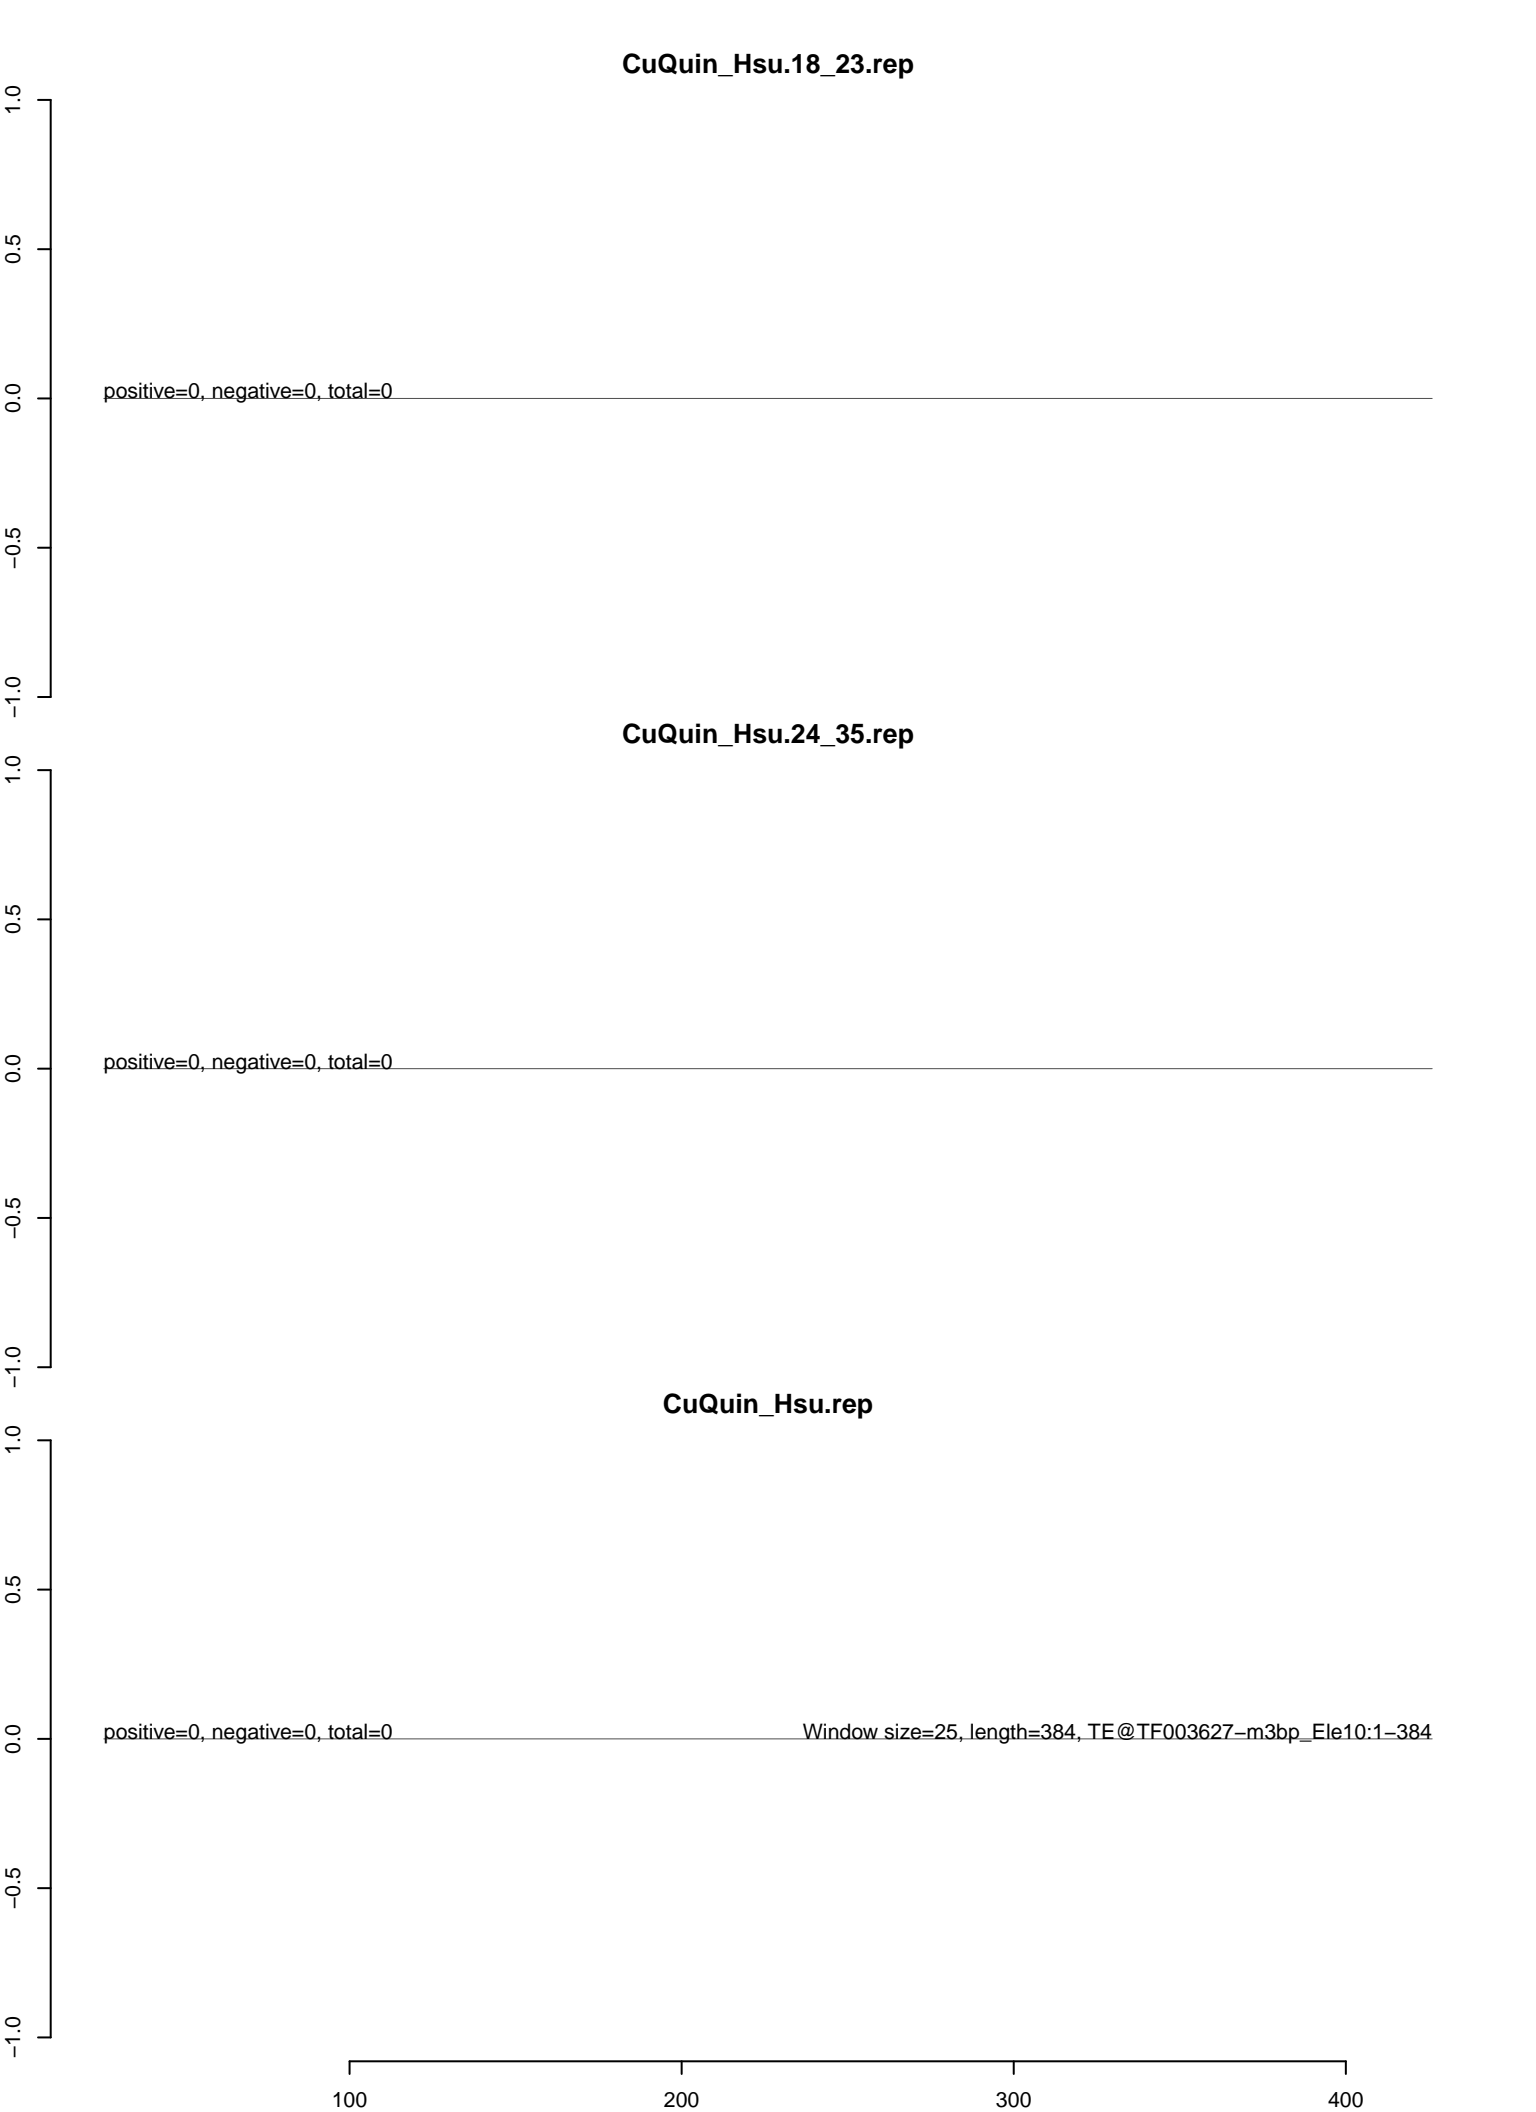 CuQuin_Hsu.18_23.rep
1.0
0.5
0.0
−0.5
−1.0
positive=0, negative=0, total=0
CuQuin_Hsu.24_35.rep
1.0
0.5
0.0
−0.5
−1.0
positive=0, negative=0, total=0
CuQuin_Hsu.rep
1.0
0.5
0.0
−0.5
−1.0
positive=0, negative=0, total=0
Window size=25, length=384, TE@TF003627−m3bp_Ele10:1−384
100 200 300 400